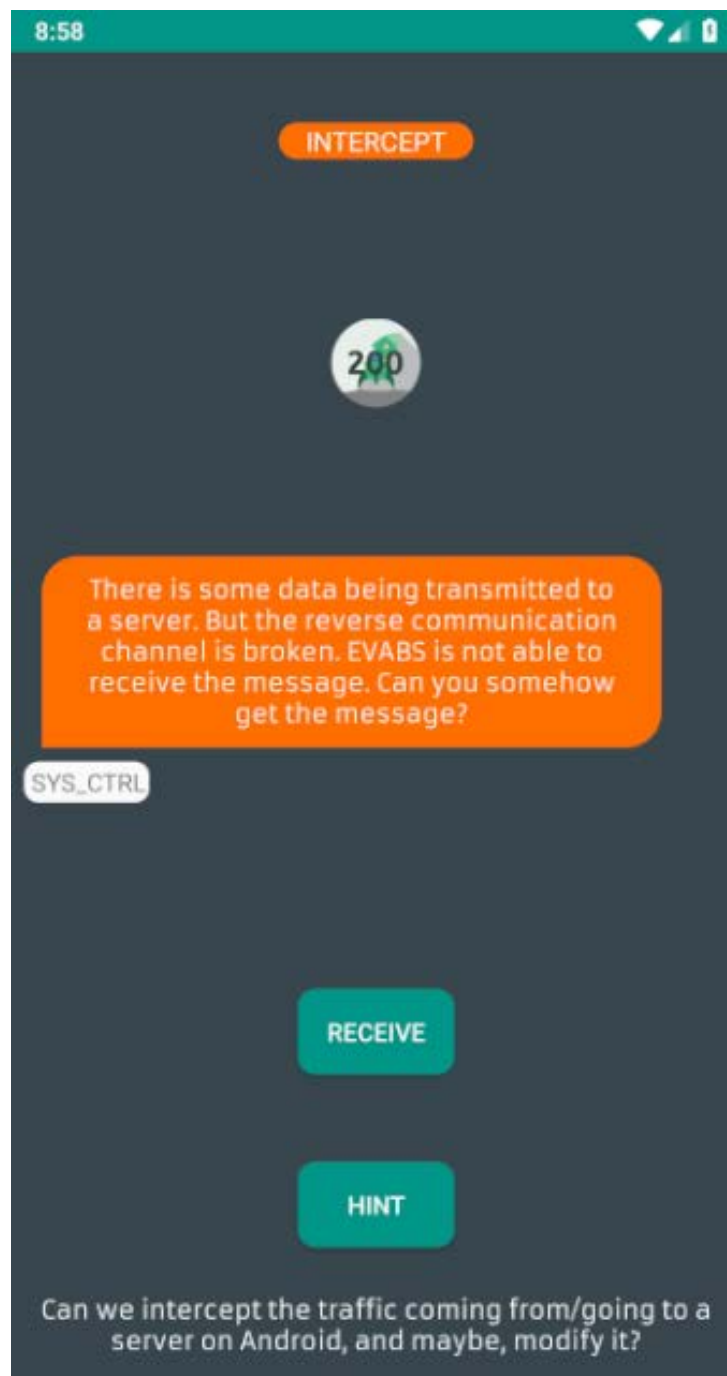 8:58
INTERCEPT
200
There is some data being transmitted to
a server. But the reverse communication
channel is broken. EVABS is not able to
receive the message. Can you somehow
get the message?
SYS_CTRL
RECEIVE
HINT
Can we intercept the traffic coming from/going to a
server on Android, and maybe, modify it?